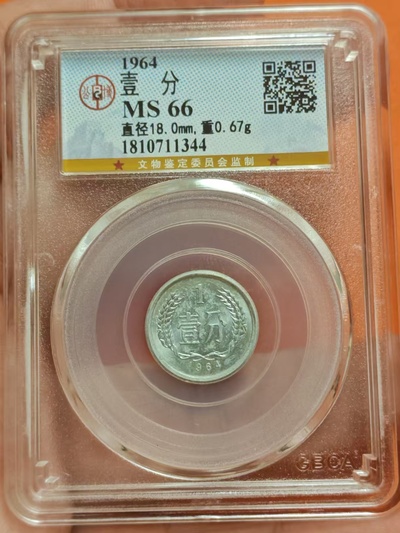 1964
壹 分
MS 66
直径18.0mm,重0.67g
1810711344
★ 文物鉴定委员会监制 ★
1
壹分
1964
GBCA